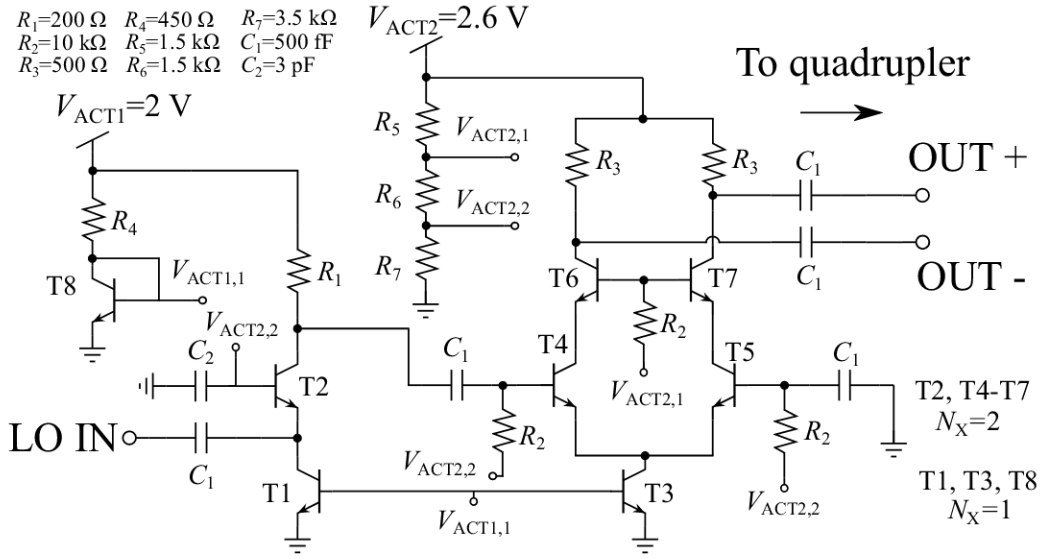 R1=200 Ω R4=450 Ω R7=3.5 kΩ
R2=10 kΩ R5=1.5 kΩ C1=500 fF
R3=500 Ω R6=1.5 kΩ C2=3 pF
VACT2=2.6 V
VACT1=2 V
To quadrupler
R5
VACT2,1
R6
VACT2,2
R7
R3
R3
C1
OUT +
C1
OUT -
R4
T8
VACT1,1
R1
VACT2,2
C2
T2
LO IN
C1
T1
C1
R2
VACT2,2
VACT1,1
T6
T7
R2
VACT2,1
T4
T5
C1
R2
VACT2,2
T3
T2, T4-T7
NX=2
T1, T3, T8
NX=1